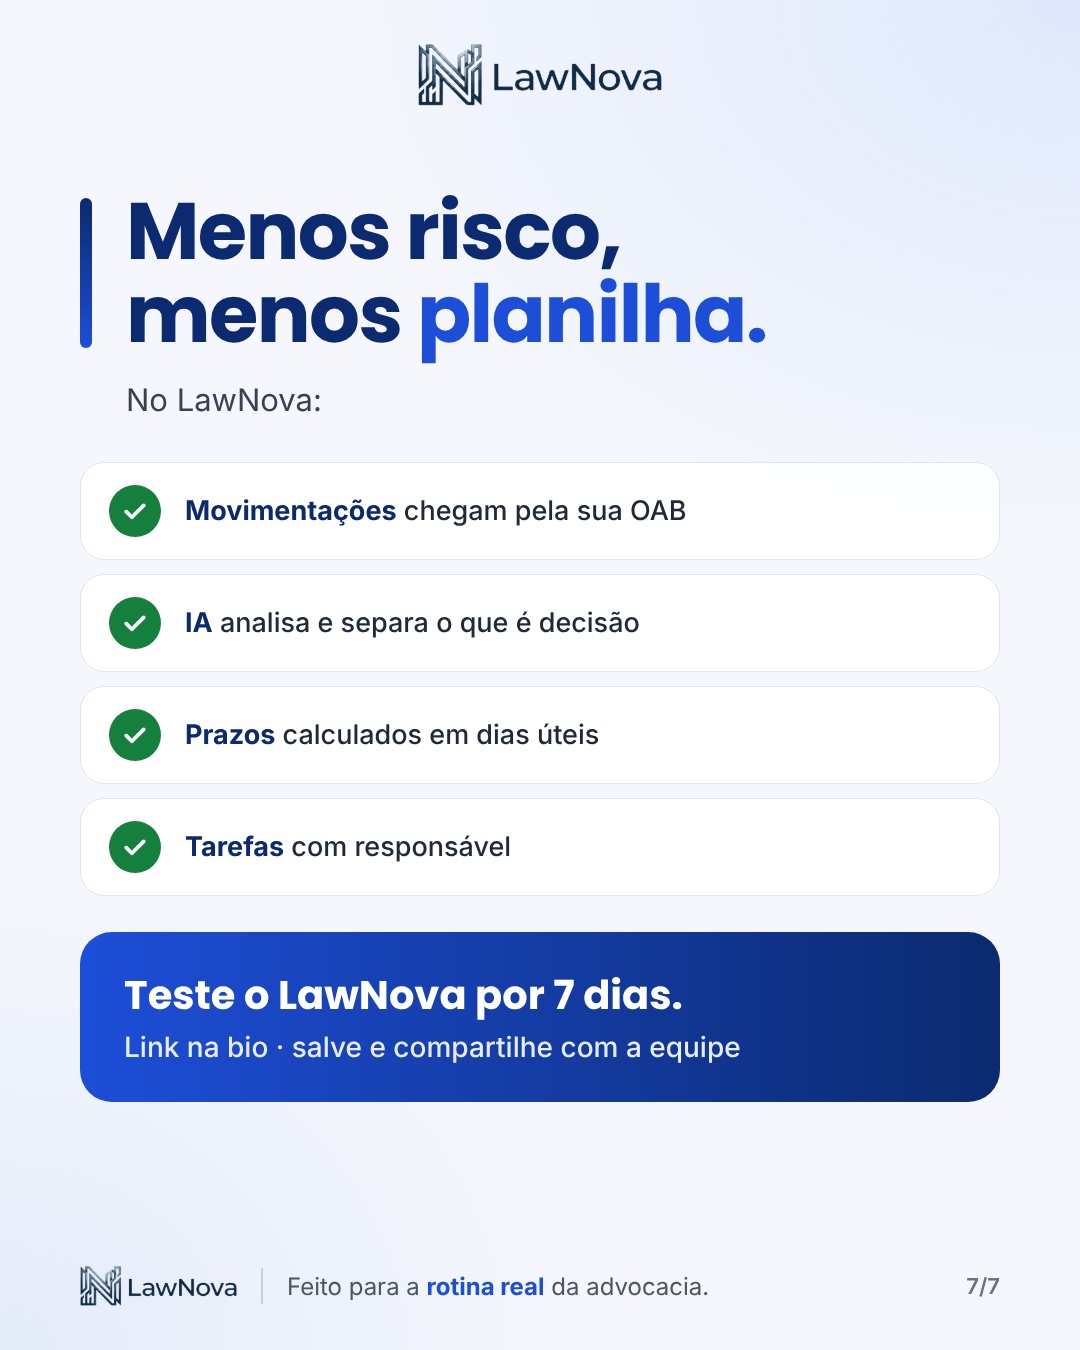 LawNova
Menos risco,
menos planilha.
No LawNova:
Movimentações chegam pela sua OAB
IA analisa e separa o que é decisão
Prazos calculados em dias úteis
Tarefas com responsável
Teste o LawNova por 7 dias.
Link na bio · salve e compartilhe com a equipe
LawNova
Feito para a rotina real da advocacia.
7/7